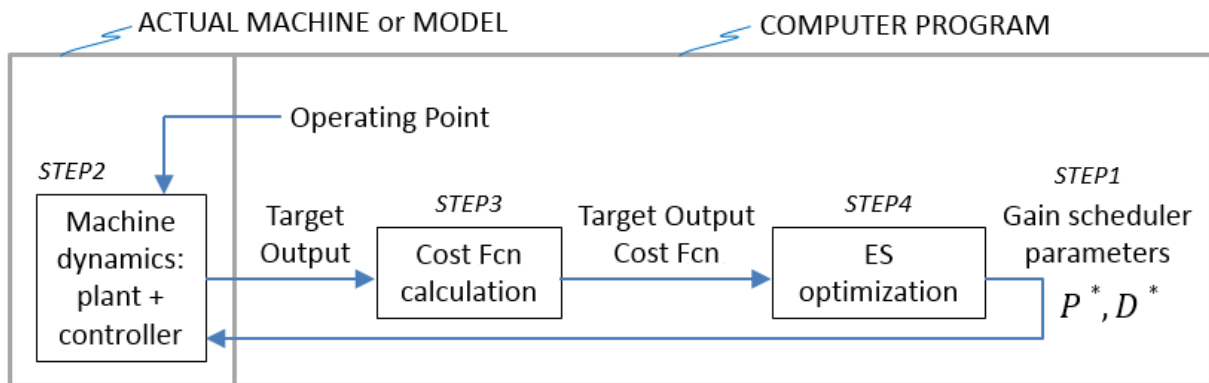 ACTUAL MACHINE or MODEL
COMPUTER PROGRAM
Operating Point
STEP2
Machine
dynamics:
plant +
controller
Target
Output
STEP3
Cost Fcn
calculation
Target Output
Cost Fcn
STEP4
ES
optimization
STEP1
Gain scheduler
parameters
P *, D *